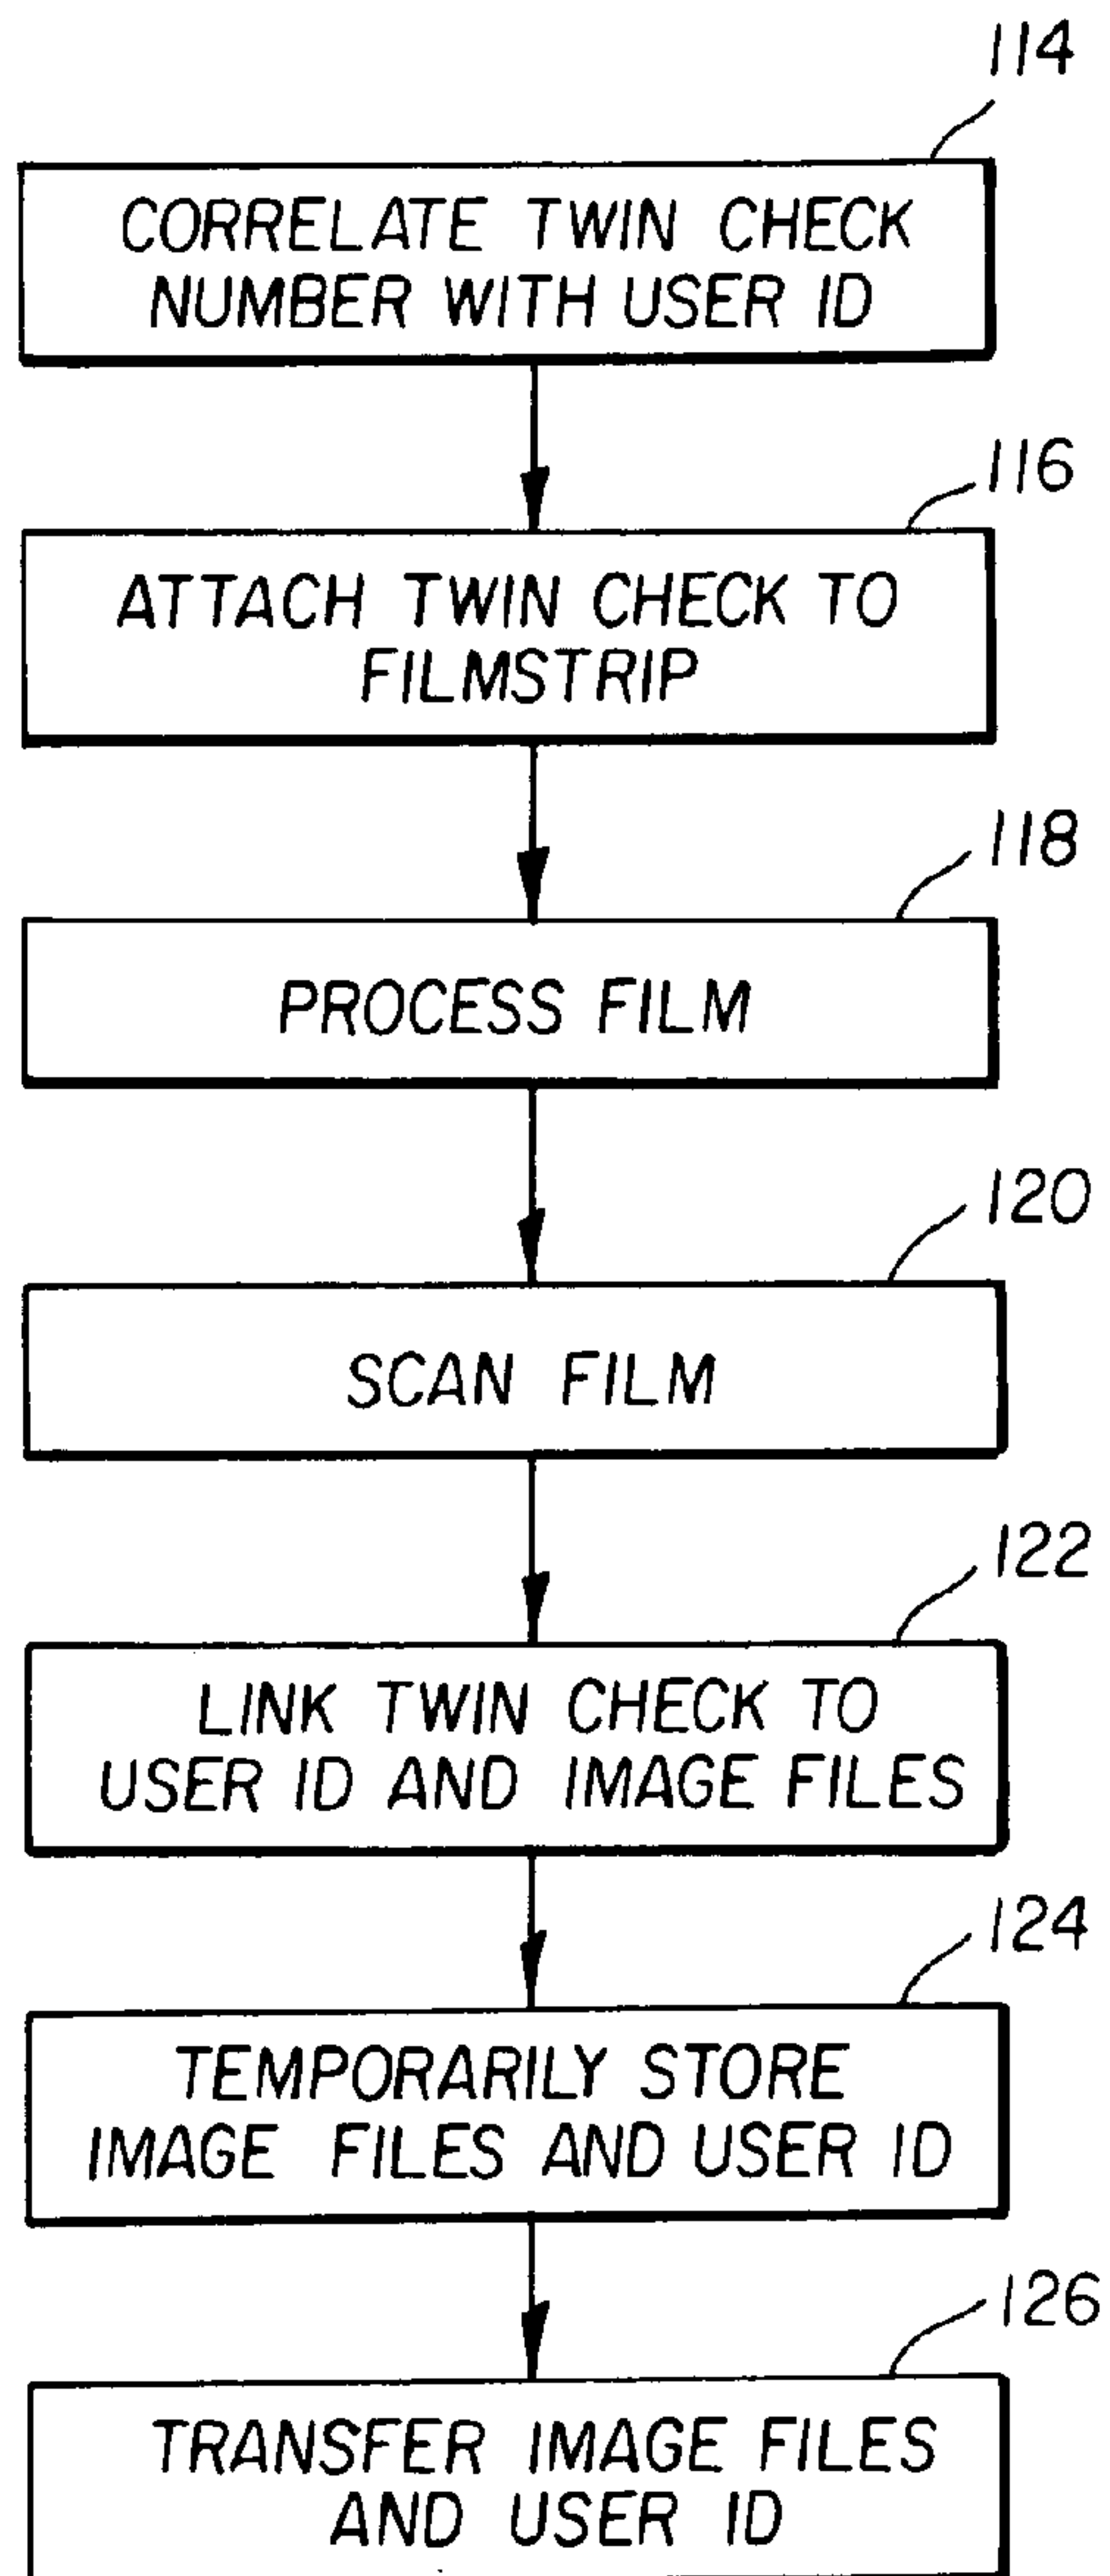 114
CORRELATE TWIN CHECK
NUMBER WITH USER ID
116
ATTACH TWIN CHECK TO
FILMSTRIP
118
PROCESS FILM
120
SCAN FILM
122
LINK TWIN CHECK TO
USER ID AND IMAGE FILES
124
TEMPORARILY STORE
IMAGE FILES AND USER ID
126
TRANSFER IMAGE FILES
AND USER ID